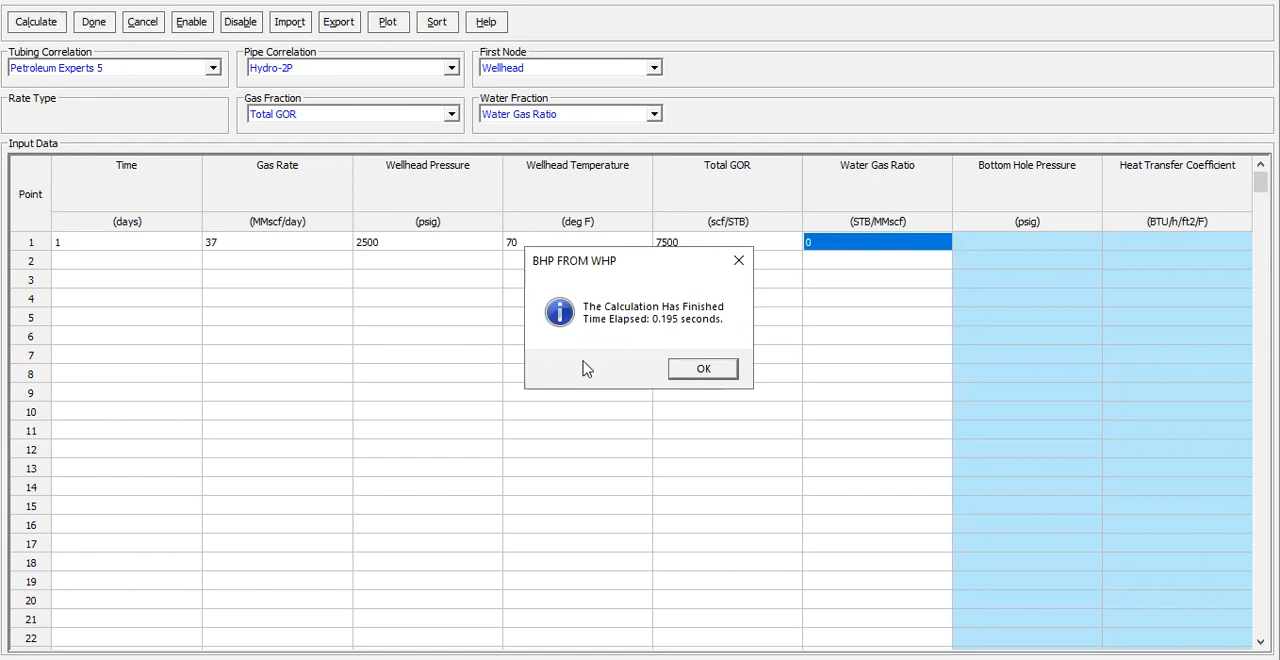 Calculate Done Cancel Enable Disable Import Export Plot Sort Help
Tubing Correlation Pipe Correlation First Node
Petroleum Experts 5 Hydro-2P Wellhead
Rate Type Gas Fraction Water Fraction
Total GOR Water Gas Ratio
Input Data
Point Time Gas Rate Wellhead Pressure Wellhead Temperature Total GOR Water Gas Ratio Bottom Hole Pressure Heat Transfer Coefficient
(days) (MMscf/day) (psig) (deg F) (scf/STB) (STB/MMscf) (psig) (BTU/h/ft2/F)
1 1 37 2500 70 7500 0
2
3
4
5
6
7
8
9
10
11
12
13
14
15
16
17
18
19
20
21
22
BHP FROM WHP
The Calculation Has Finished
Time Elapsed: 0.195 seconds.
OK